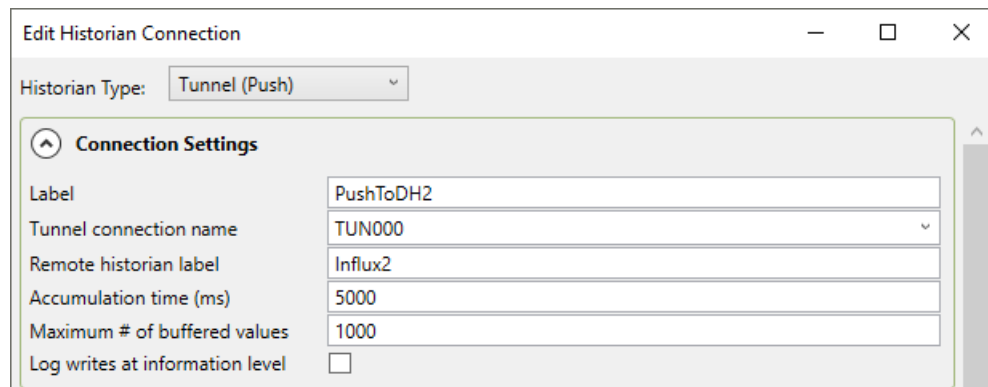 Edit Historian Connection
Historian Type: Tunnel (Push)
Connection Settings
Label PushToDH2
Tunnel connection name TUN000
Remote historian label Influx2
Accumulation time (ms) 5000
Maximum # of buffered values 1000
Log writes at information level